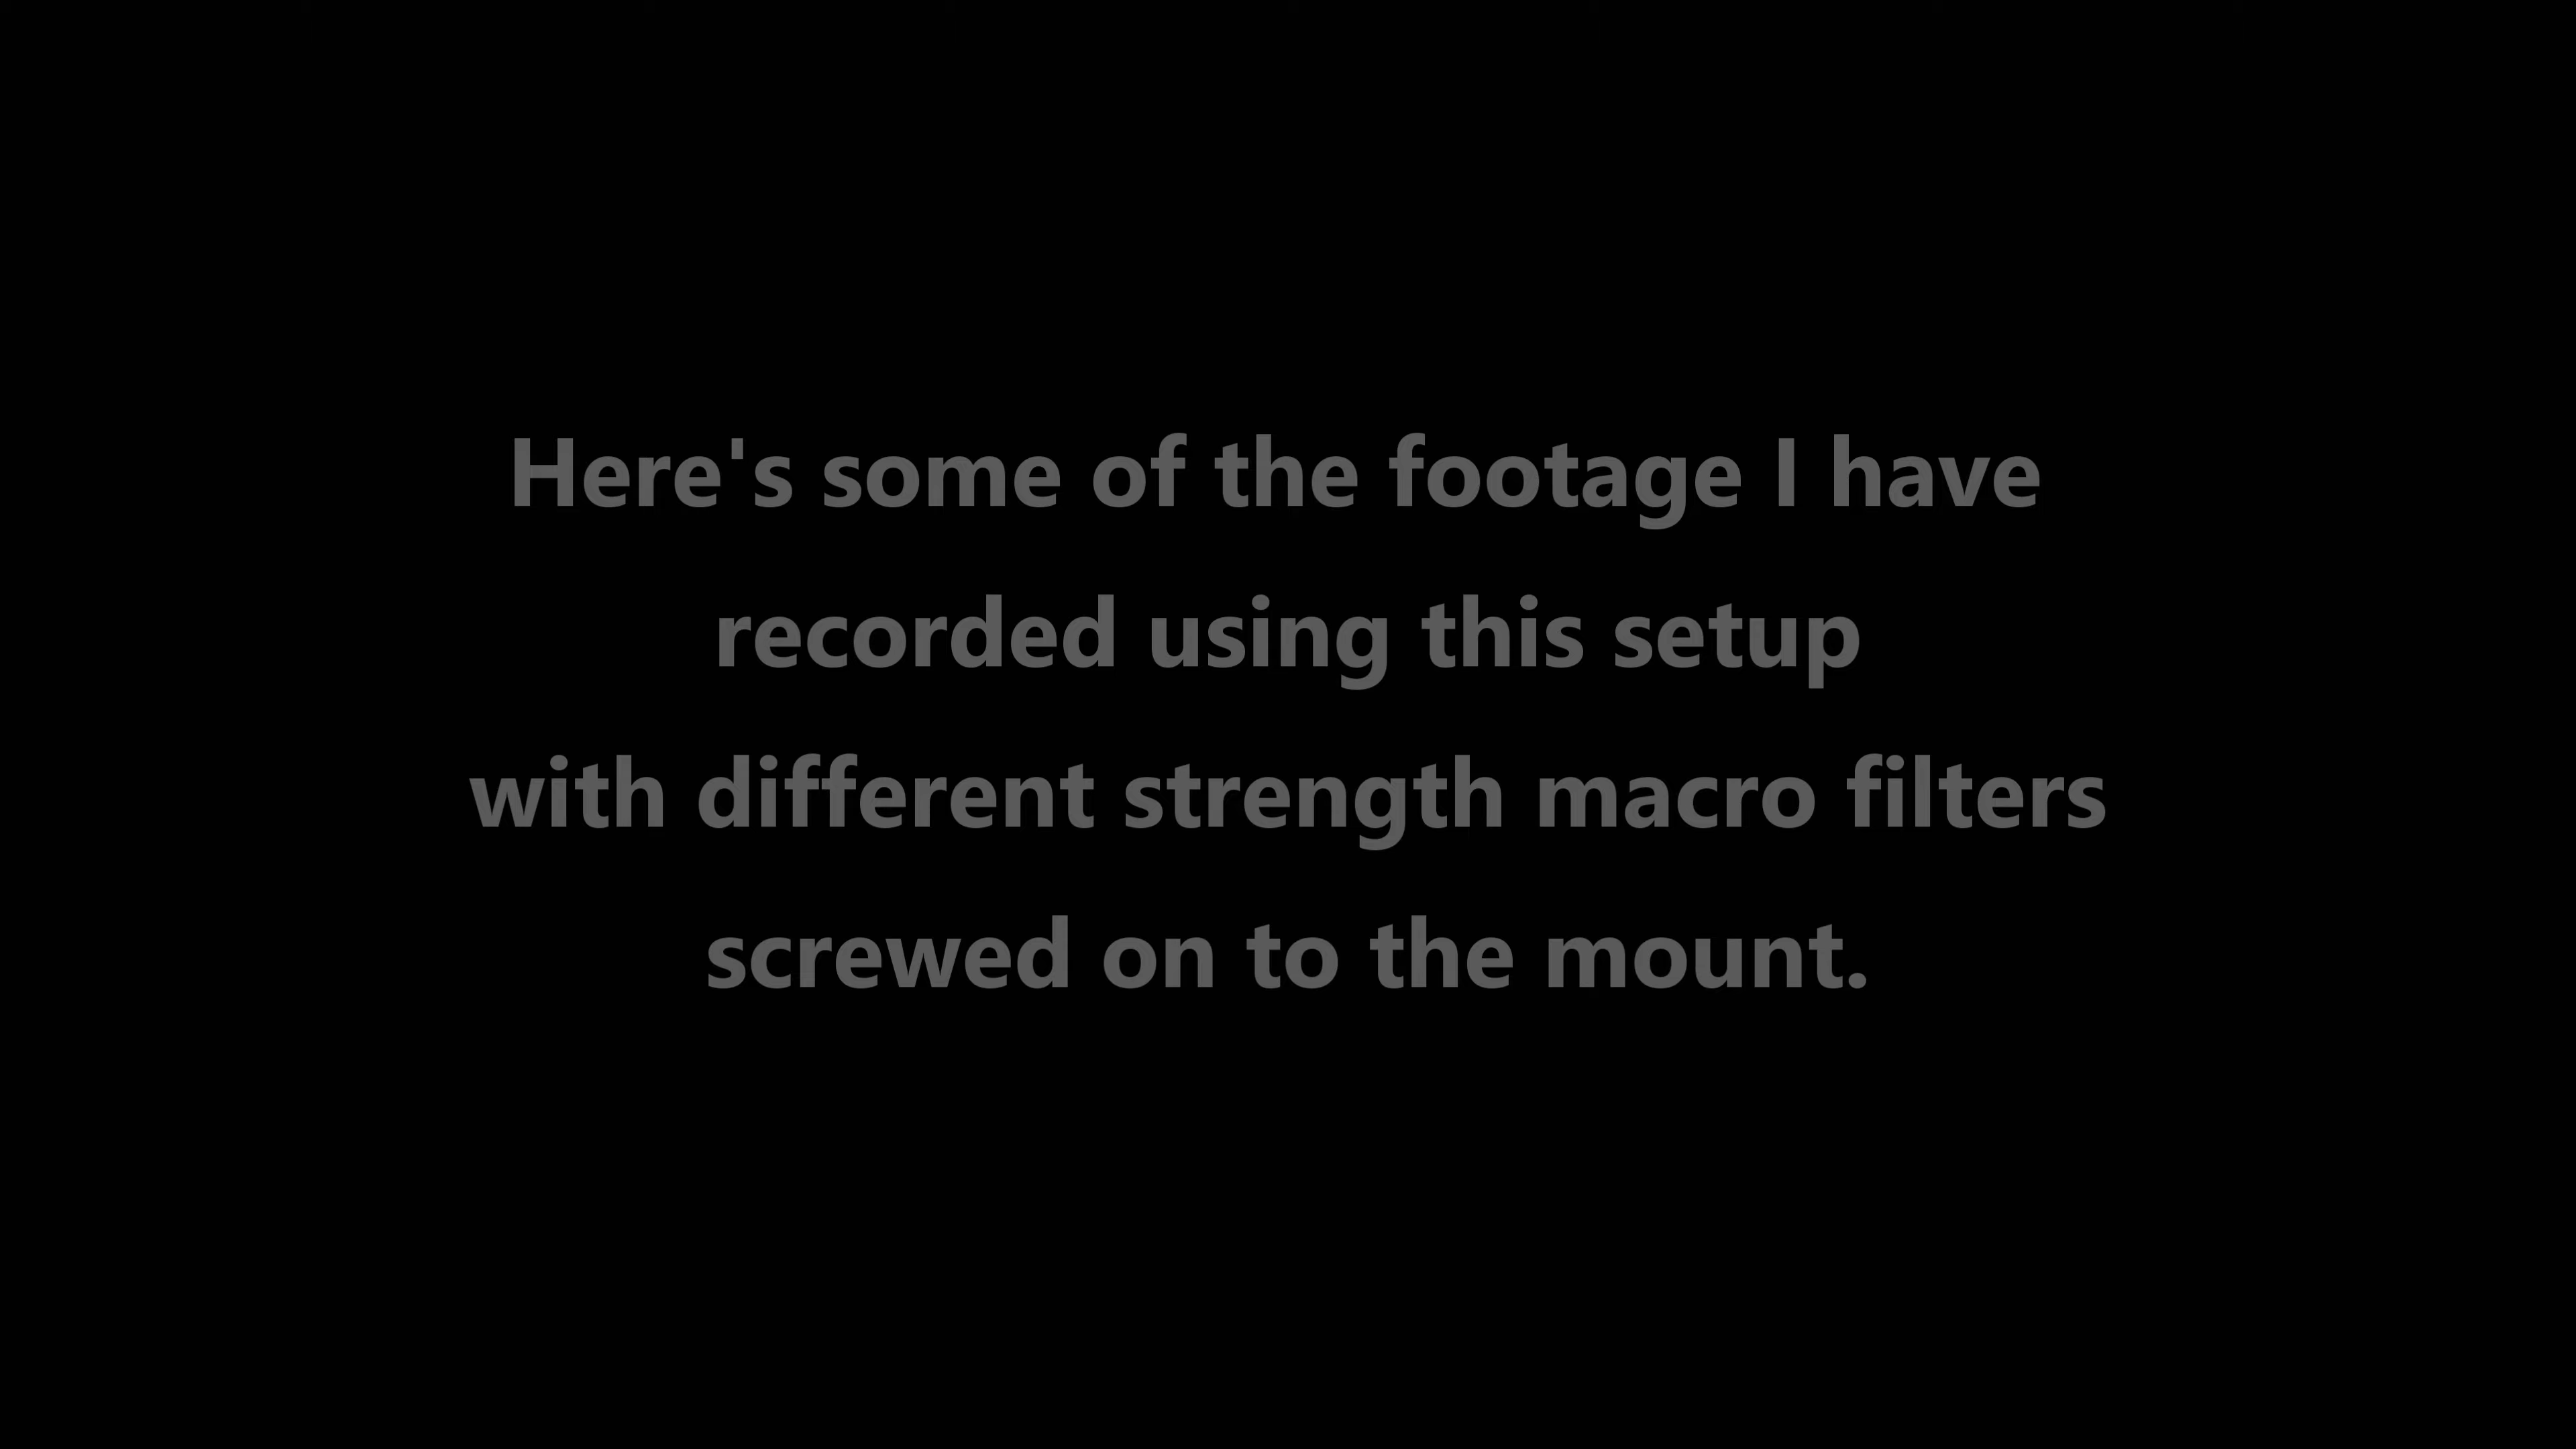 Here's some of the footage I have
recorded using this setup
with different strength macro filters
screwed on to the mount.